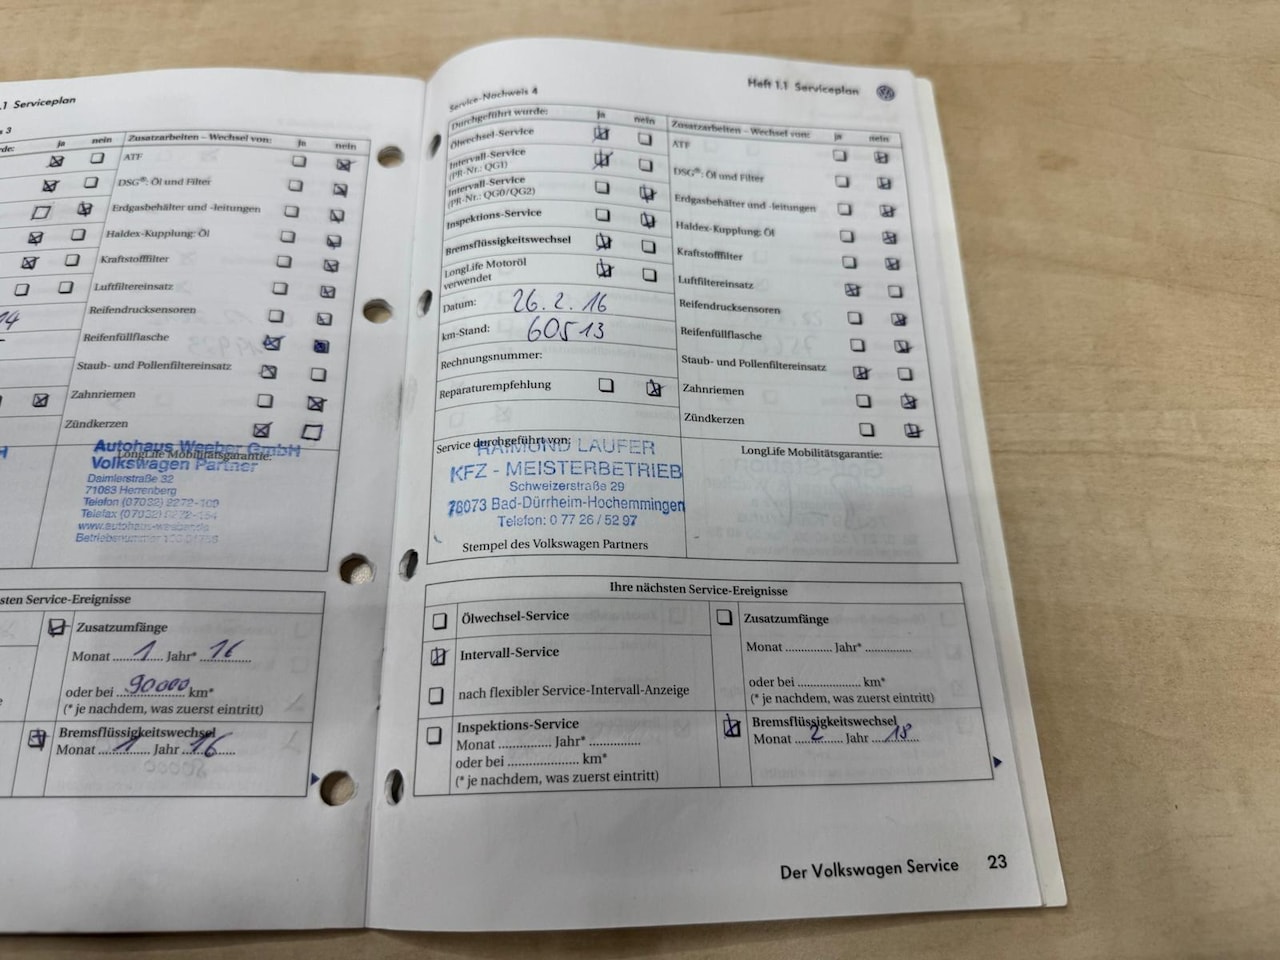 .1 Serviceplan
3
rde:
ja
nein
Zusatzarbeiten – Wechsel von:
ja
nein
ATF
DSG®: Öl und Filter
Erdgasbehälter und -leitungen
Haldex-Kupplung: Öl
Kraftstofffilter
Luftfiltereinsatz
Reifendrucksensoren
Reifenfüllflasche
Staub- und Pollenfiltereinsatz
Zahnriemen
Zündkerzen
14
LongLife Mobilitätsgarantie:
Autohaus Weeber GmbH
Volkswagen Partner
Daimlerstraße 32
71083 Herrenberg
Telefon (07032)
Telefax (07032)
Betriebsnummer
sten Service-Ereignisse
Zusatzumfänge
Monat 1 Jahr* 16
oder bei 90000 km*
(* je nachdem, was zuerst eintritt)
Bremsflüssigkeitswechsel
Monat 1 Jahr 16
Heft 1.1 Serviceplan
Service-Nachweis 4
Durchgeführt wurde:
ja
nein
Ölwechsel-Service
Intervall-Service
(PR-Nr.: QG1)
Intervall-Service
(PR-Nr.: QG0/QG2)
Inspektions-Service
Bremsflüssigkeitswechsel
LongLife Motoröl
verwendet
Datum: 26. 2. 16
km-Stand: 60513
Rechnungsnummer:
Reparaturempfehlung
Zusatzarbeiten – Wechsel von:
ja
nein
ATF
DSG®: Öl und Filter
Erdgasbehälter und -leitungen
Haldex-Kupplung: Öl
Kraftstofffilter
Luftfiltereinsatz
Reifendrucksensoren
Reifenfüllflasche
Staub- und Pollenfiltereinsatz
Zahnriemen
Zündkerzen
Service durchgeführt von:
RAIMUND LAUFER
KFZ - MEISTERBETRIEB
Schweizerstraße 29
78073 Bad-Dürrheim-Hochemmingen
Telefon: 0 77 26 / 52 97
Stempel des Volkswagen Partners
LongLife Mobilitätsgarantie:
Ihre nächsten Service-Ereignisse
Ölwechsel-Service
Intervall-Service
nach flexibler Service-Intervall-Anzeige
Inspektions-Service
Monat ............... Jahr* ...............
oder bei .................... km*
(* je nachdem, was zuerst eintritt)
Zusatzumfänge
Monat ............... Jahr* ...............
oder bei .................... km*
(* je nachdem, was zuerst eintritt)
Bremsflüssigkeitswechsel
Monat 2 Jahr 18
Der Volkswagen Service 23